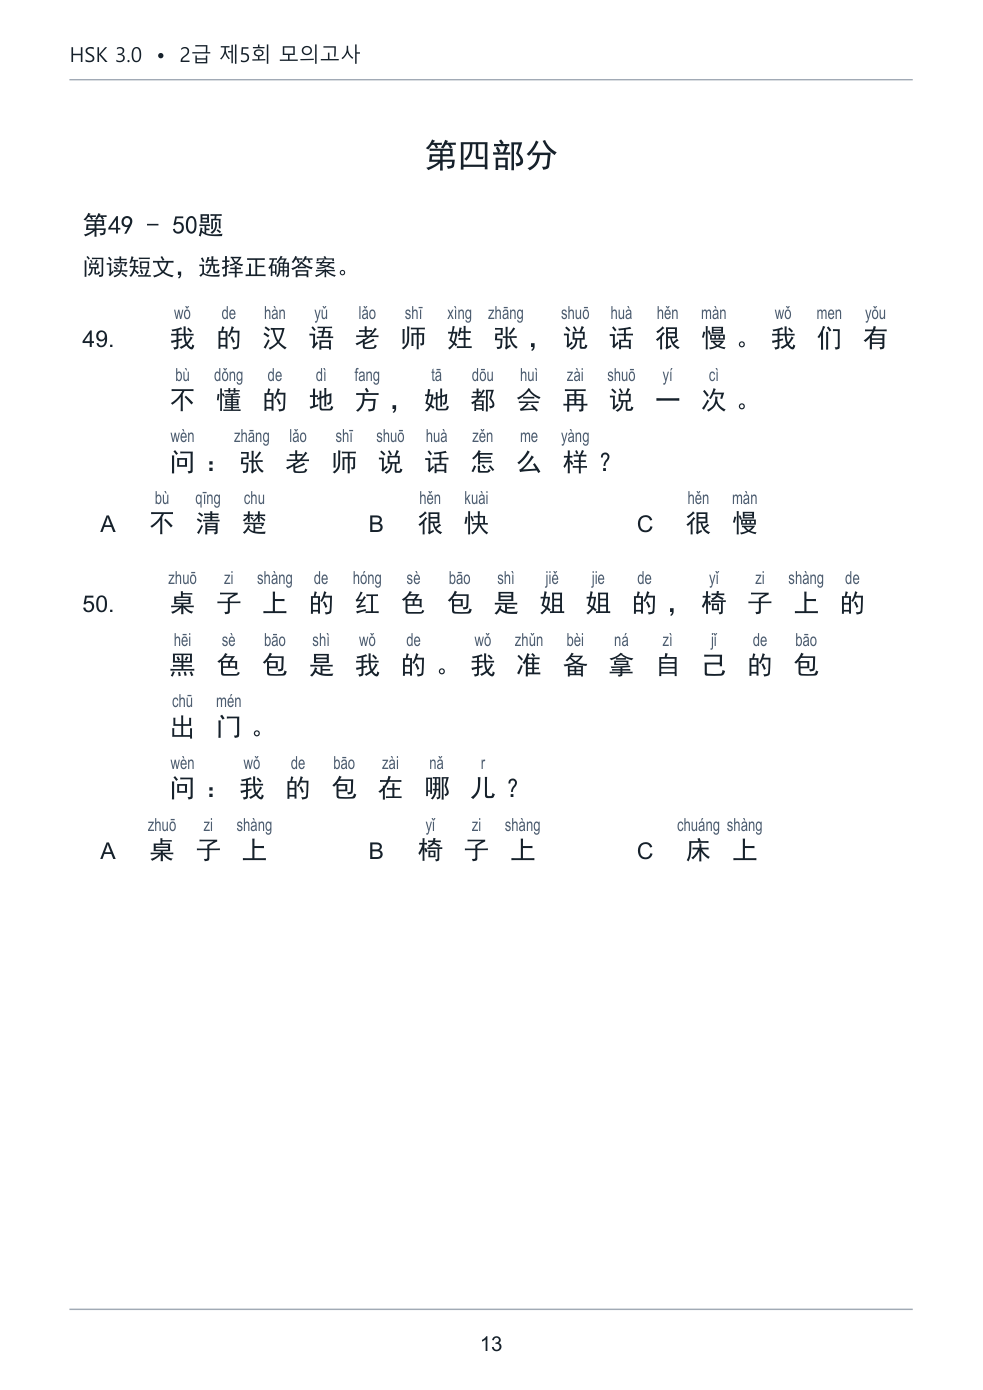 HSK 3.0 • 2급 제5회 모의고사
第四部分
第49 － 50题
阅读短文，选择正确答案。
wǒ de hàn yǔ lǎo shī xìng zhāng shuō huà hěn màn wǒ men yǒu
49. 我的汉语老师姓张，说话很慢。我们有
bù dǒng de dì fang tā dōu huì zài shuō yí cì
不懂的地方，她都会再说一次。
wèn zhāng lǎo shī shuō huà zěn me yàng
问：张老师说话怎么样？
bù qīng chu hěn kuài hěn màn
A 不清楚 B 很快 C 很慢
zhuō zi shàng de hóng sè bāo shì jiě jie de yǐ zi shàng de
50. 桌子上的红色包是姐姐的，椅子上的
hēi sè bāo shì wǒ de wǒ zhǔn bèi ná zì jǐ de bāo
黑色包是我的。我准备拿自己的包
chū mén
出门。
wèn wǒ de bāo zài nǎ r
问：我的包在哪儿？
zhuō zi shàng yǐ zi shàng chuáng shàng
A 桌子上 B 椅子上 C 床上
13